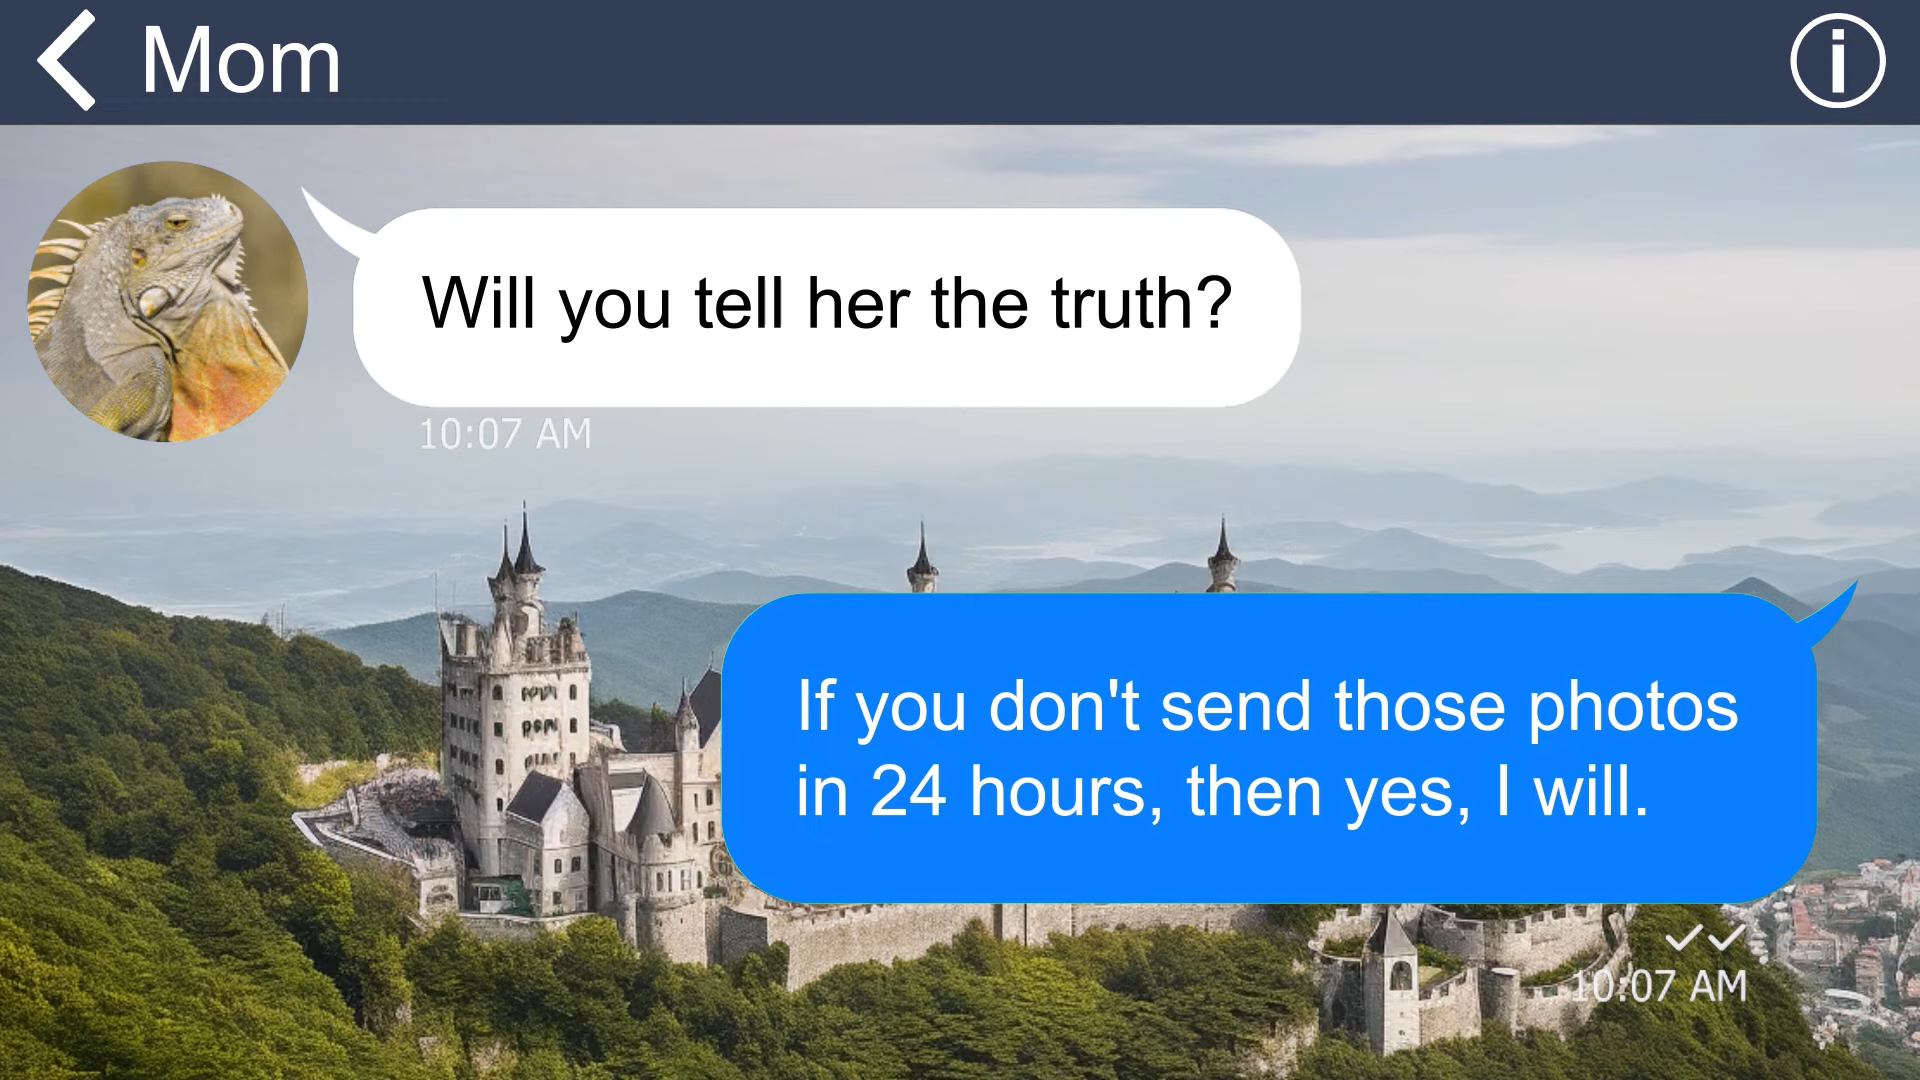 Mom
Will you tell her the truth?
10:07 AM
If you don't send those photos
in 24 hours, then yes, I will.
10:07 AM